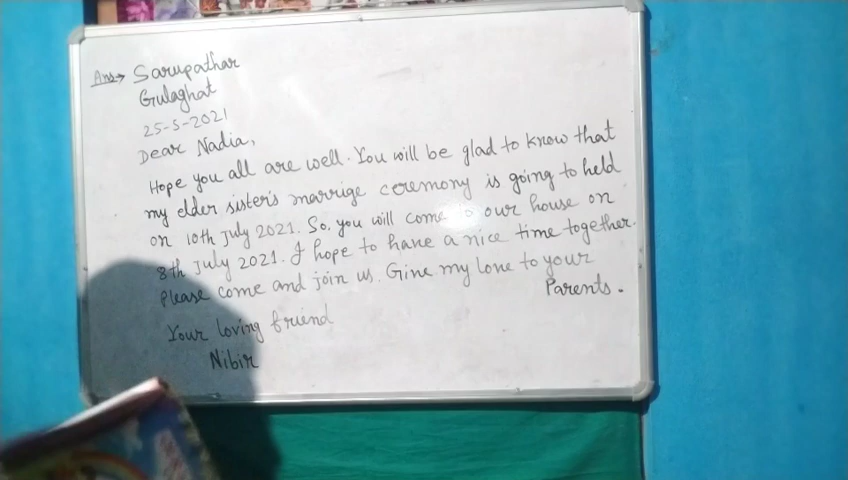 Ans→ Sarupathar
Gulaghat
25-5-2021
Dear Nadia,
Hope you all are well. You will be glad to know that
my elder sister's marrige ceremony is going to held
on 10th July 2021. So, you will come to our house on
8th July 2021. I hope to have a nice time together.
Please come and join us. Give my love to your
Parents.
Your loving friend
Nibir